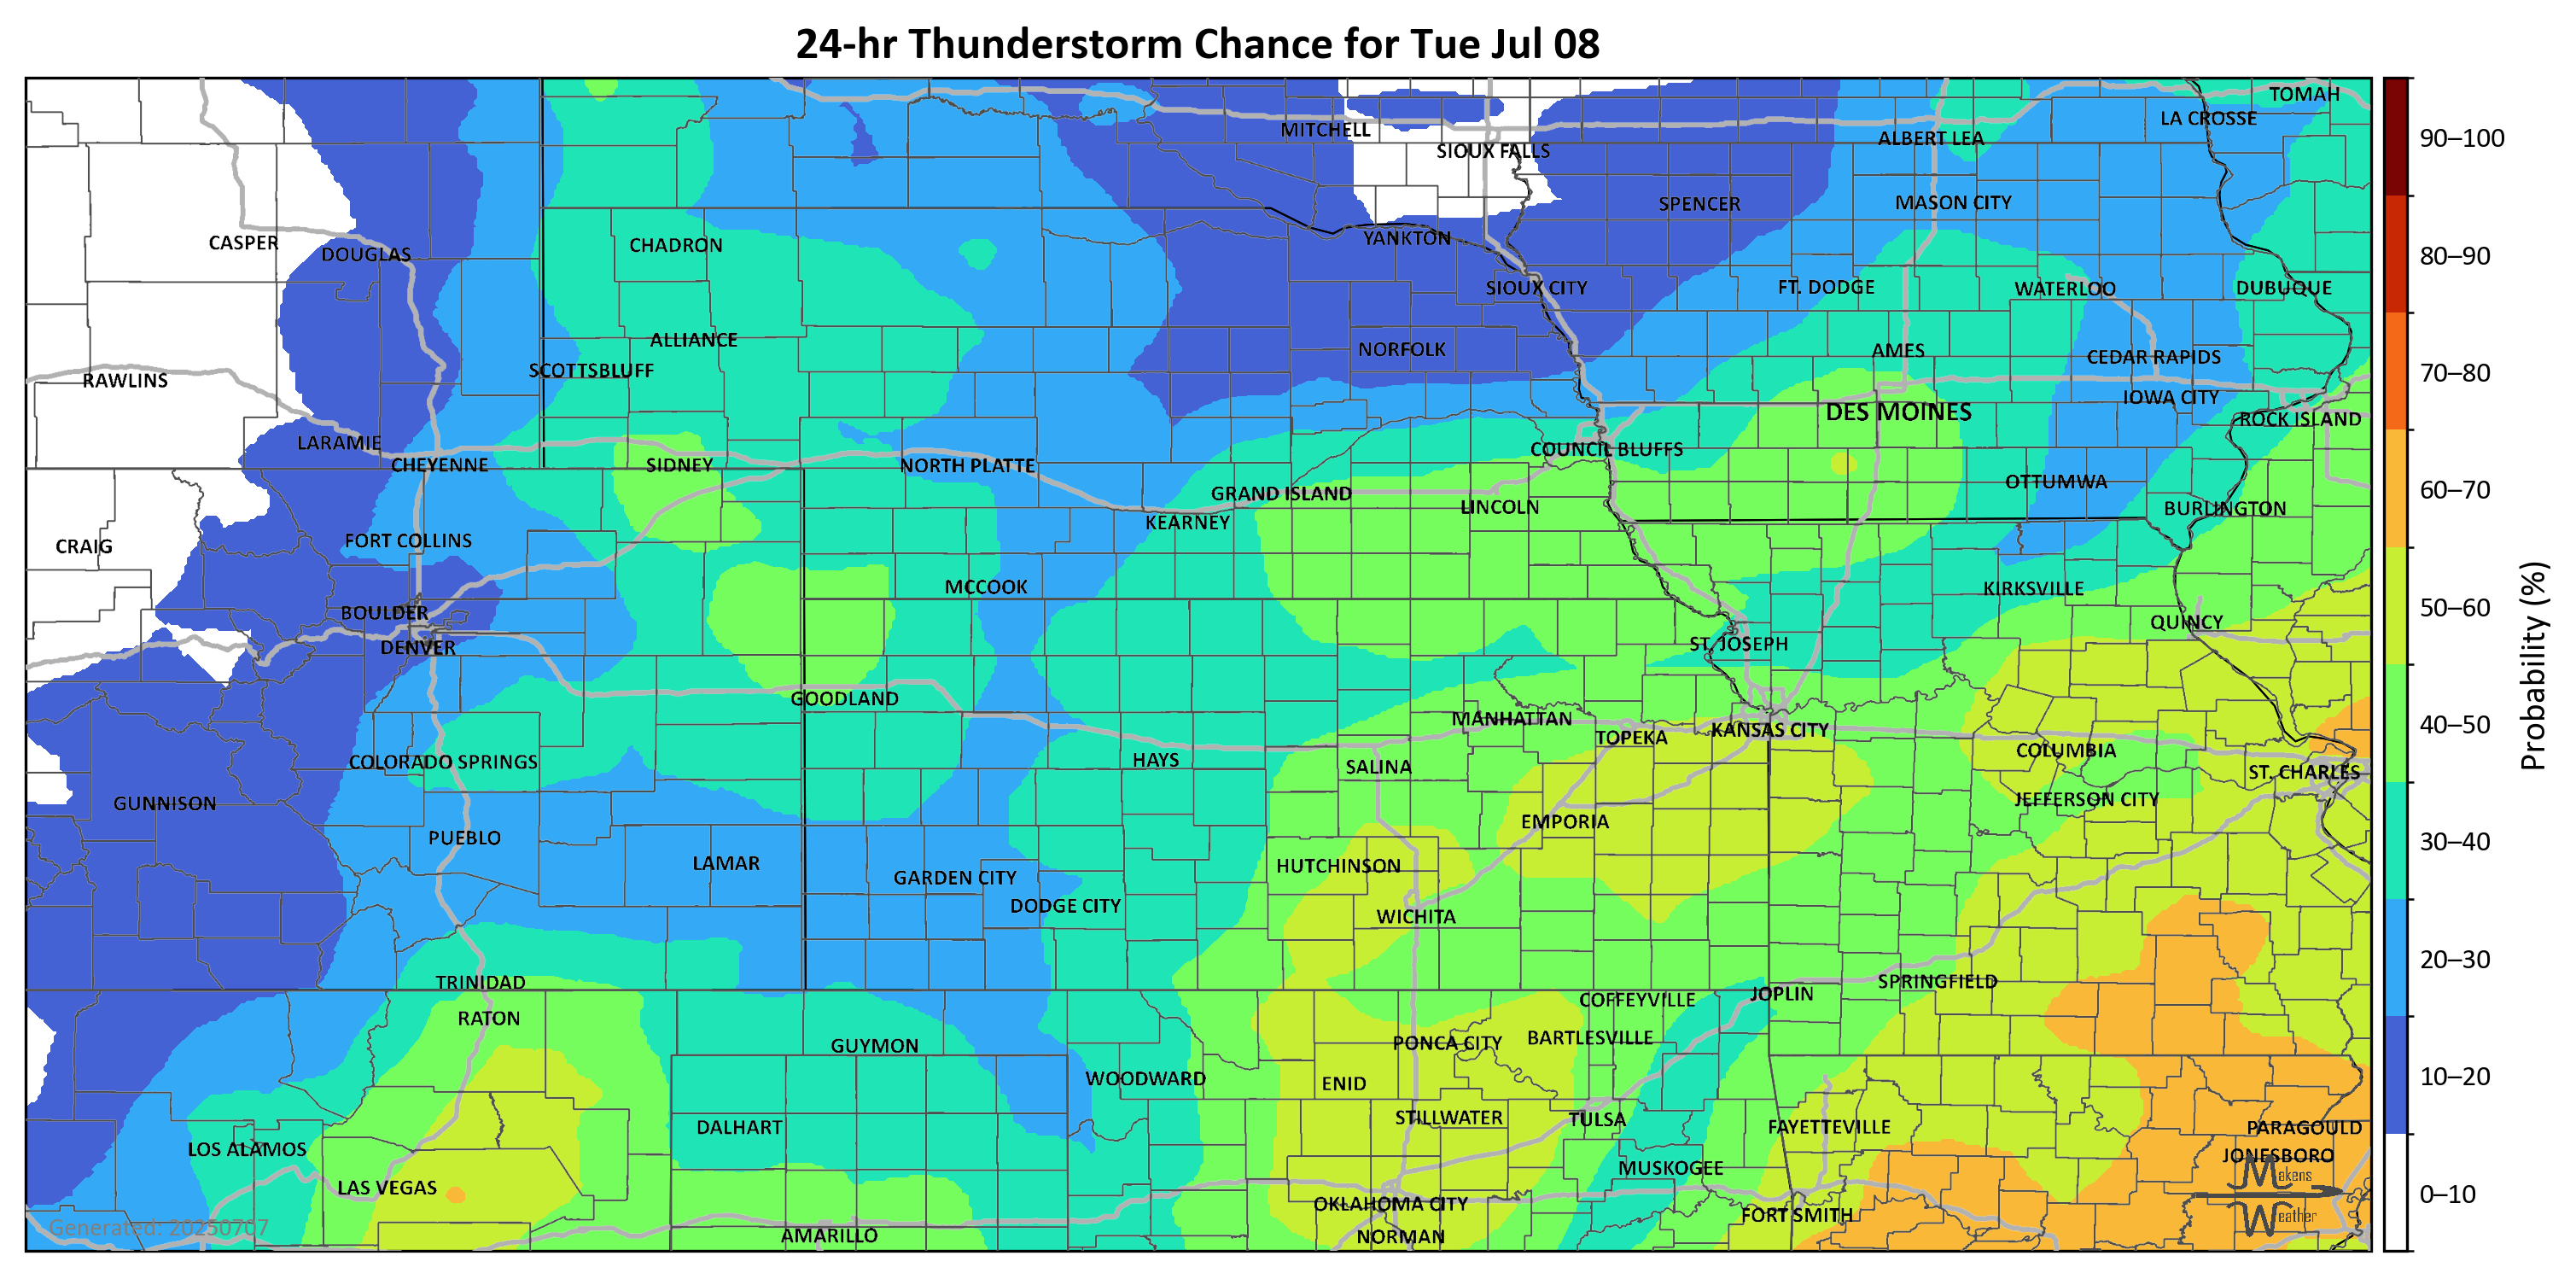 24-hr Thunderstorm Chance for Tue Jul 08
TOMAH
LA CROSSE
MITCHELL
ALBERT LEA
SIOUX FALLS
SPENCER
MASON CITY
CASPER
DOUGLAS
CHADRON
YANKTON
SIOUX CITY
FT. DODGE
WATERLOO
DUBUQUE
ALLIANCE
NORFOLK
AMES
CEDAR RAPIDS
RAWLINS
SCOTTSBLUFF
IOWA CITY
DES MOINES
ROCK ISLAND
LARAMIE
CHEYENNE
SIDNEY
NORTH PLATTE
COUNCIL BLUFFS
GRAND ISLAND
LINCOLN
OTTUMWA
BURLINGTON
KEARNEY
CRAIG
FORT COLLINS
MCCOOK
KIRKSVILLE
BOULDER
QUINCY
DENVER
ST. JOSEPH
GOODLAND
MANHATTAN
TOPEKA
KANSAS CITY
COLUMBIA
COLORADO SPRINGS
HAYS
SALINA
ST. CHARLES
GUNNISON
JEFFERSON CITY
PUEBLO
EMPORIA
LAMAR
GARDEN CITY
HUTCHINSON
DODGE CITY
WICHITA
TRINIDAD
SPRINGFIELD
COFFEYVILLE
JOPLIN
RATON
GUYMON
PONCA CITY
BARTLESVILLE
WOODWARD
ENID
STILLWATER
TULSA
DALHART
FAYETTEVILLE
PARAGOULD
LOS ALAMOS
JONESBORO
MUSKOGEE
LAS VEGAS
OKLAHOMA CITY
FORT SMITH
AMARILLO
NORMAN
Generated: 20250707
Makens
Weather
90–100
80–90
70–80
60–70
50–60
40–50
30–40
20–30
10–20
0–10
Probability (%)